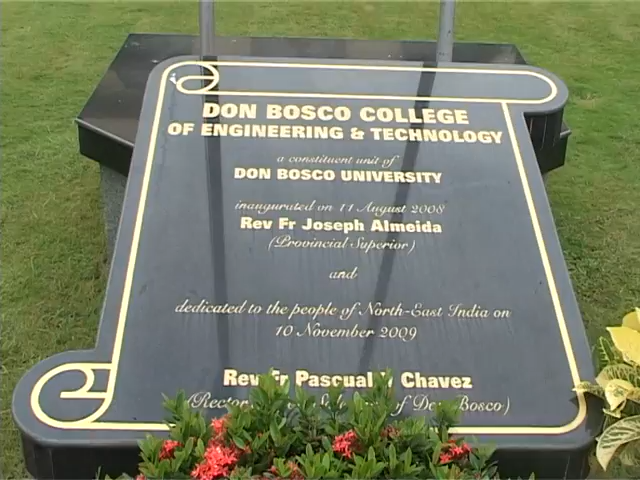 DON BOSCO COLLEGE
OF ENGINEERING & TECHNOLOGY
a constituent unit of
DON BOSCO UNIVERSITY
inaugurated on 11 August 2008
Rev Fr Joseph Almeida
(Provincial Superior)
and
dedicated to the people of North-East India on
10 November 2009
Rev Fr Pascual Chavez
(Rector of Don Bosco)